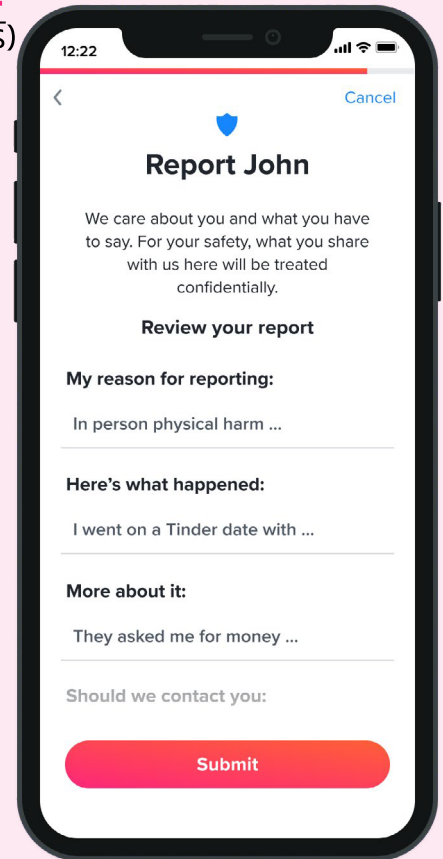 12:22
Cancel
Report John
We care about you and what you have
to say. For your safety, what you share
with us here will be treated
confidentially.
Review your report
My reason for reporting:
In person physical harm ...
Here’s what happened:
I went on a Tinder date with ...
More about it:
They asked me for money ...
Should we contact you:
Submit